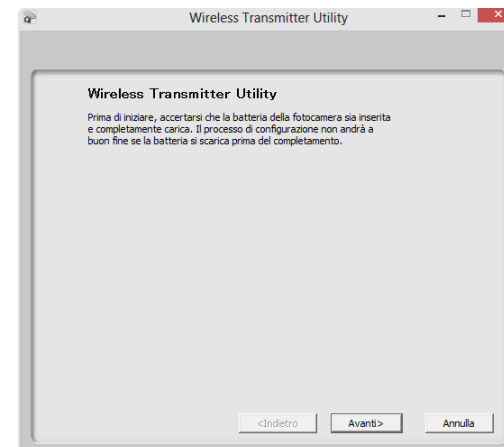 Wireless Transmitter Utility
Wireless Transmitter Utility
Prima di iniziare, accertarsi che la batteria della fotocamera sia inserita
e completamente carica. Il processo di configurazione non andrà a
buon fine se la batteria si scarica prima del completamento.
<Indietro Avanti> Annulla